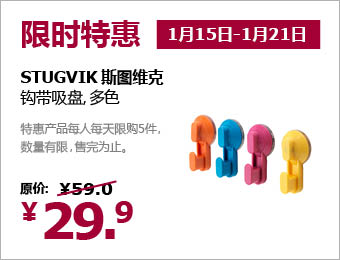 限时特惠 1月15日-1月21日
STUGVIK 斯图维克
钩带吸盘, 多色
特惠产品每人每天限购5件，
数量有限，售完为止。
原价: ¥59.0
¥29.9